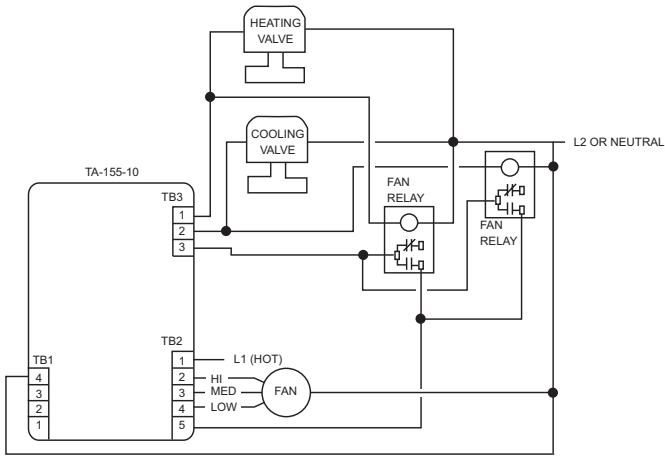 HEATING
VALVE
COOLING
VALVE
L2 OR NEUTRAL
TA-155-10
FAN
RELAY
TB3
1
2
3
FAN
RELAY
TB2
TB1
1
2
3
4
5
L1 (HOT)
HI
MED
LOW
FAN
4
3
2
1